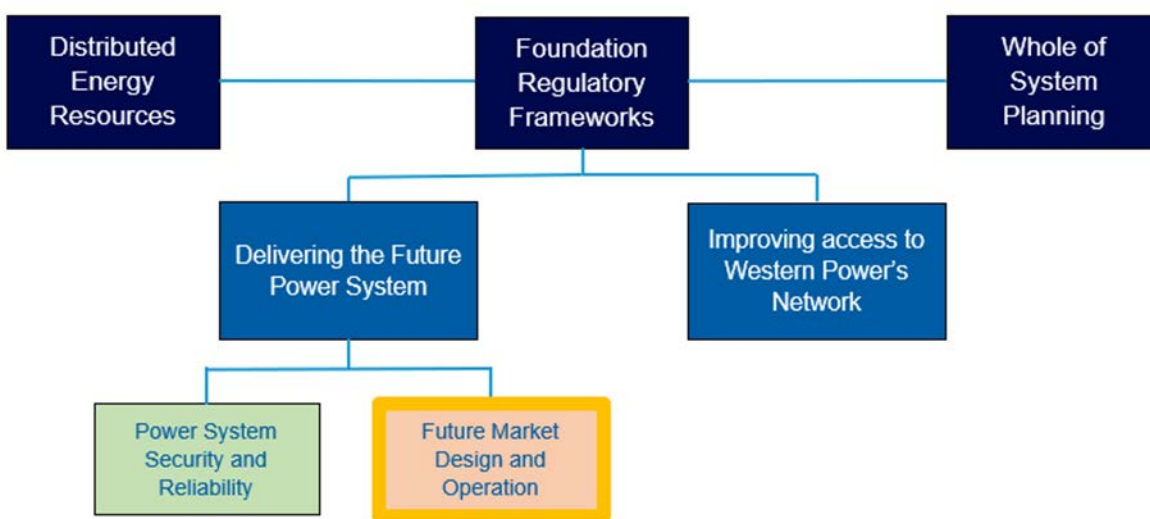 Distributed
Energy
Resources
Foundation
Regulatory
Frameworks
Whole of
System
Planning
Delivering the Future
Power System
Improving access to
Western Power's
Network
Power System
Security and
Reliability
Future Market
Design and
Operation